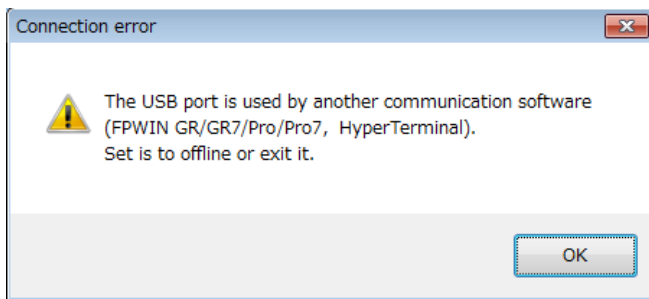 Connection error
The USB port is used by another communication software
(FPWIN GR/GR7/Pro/Pro7, HyperTerminal).
Set is to offline or exit it.
OK